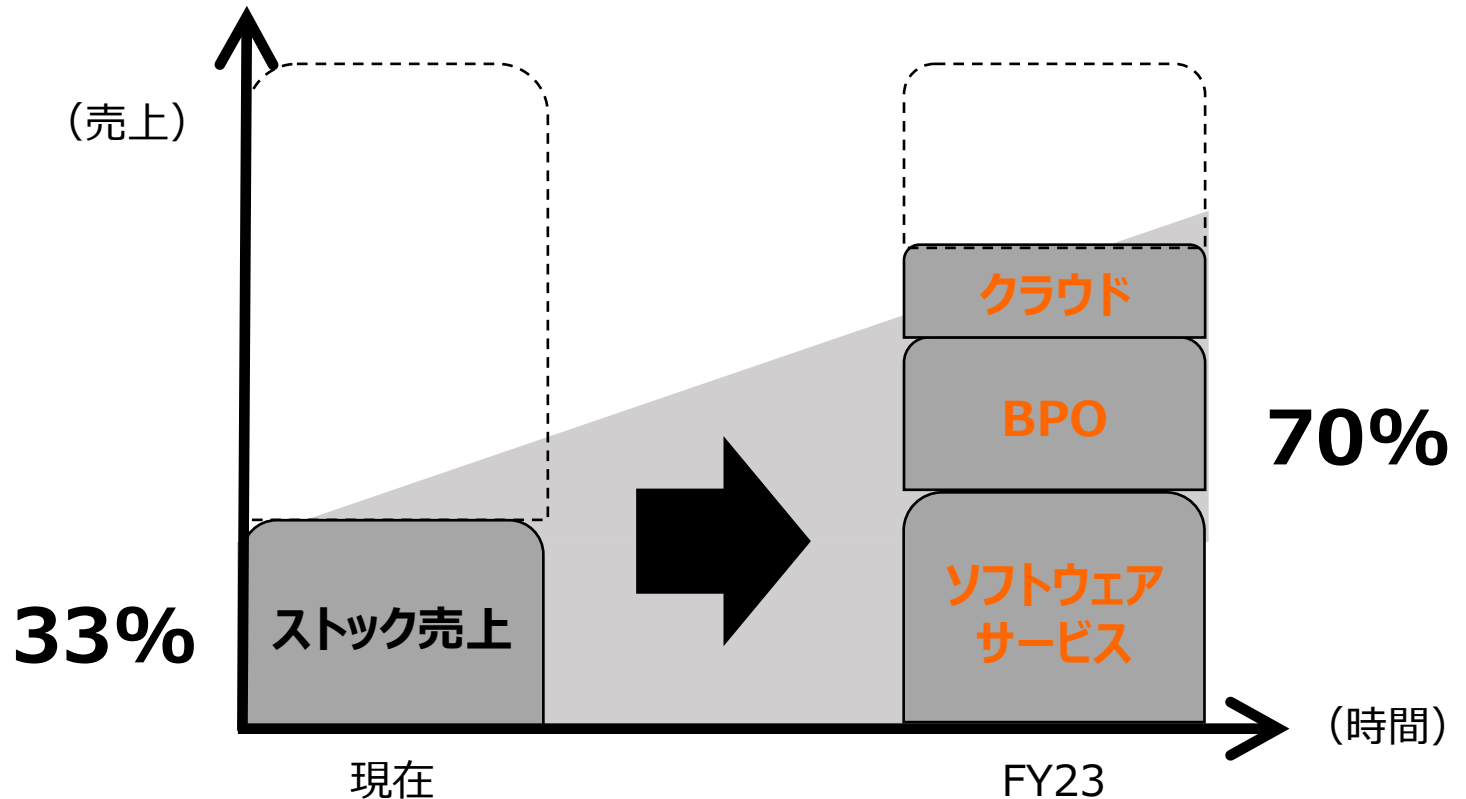 （売上）
クラウド
BPO
70%
ソフトウェア
サービス
33%
ストック売上
（時間）
現在
FY23